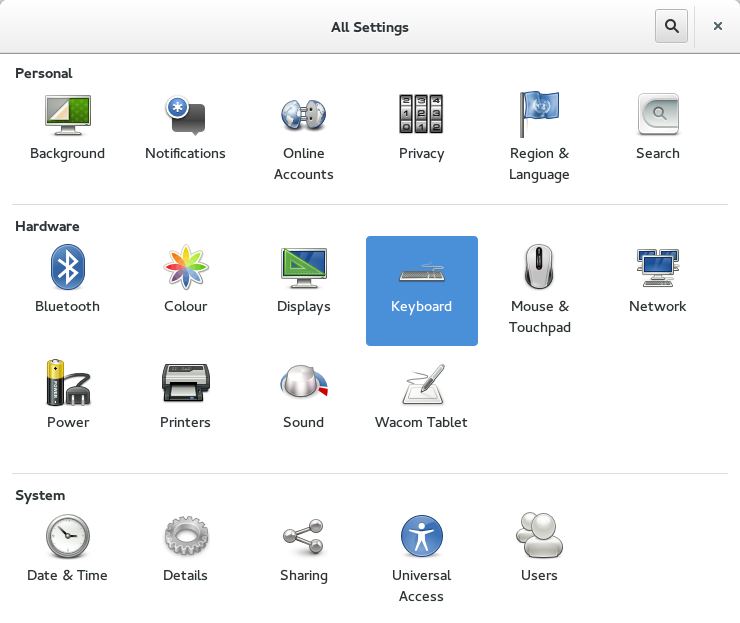 All Settings
Personal
Background Notifications Online Accounts Privacy Region & Language Search
Hardware
Bluetooth Colour Displays Keyboard Mouse & Touchpad Network
Power Printers Sound Wacom Tablet
System
Date & Time Details Sharing Universal Access Users